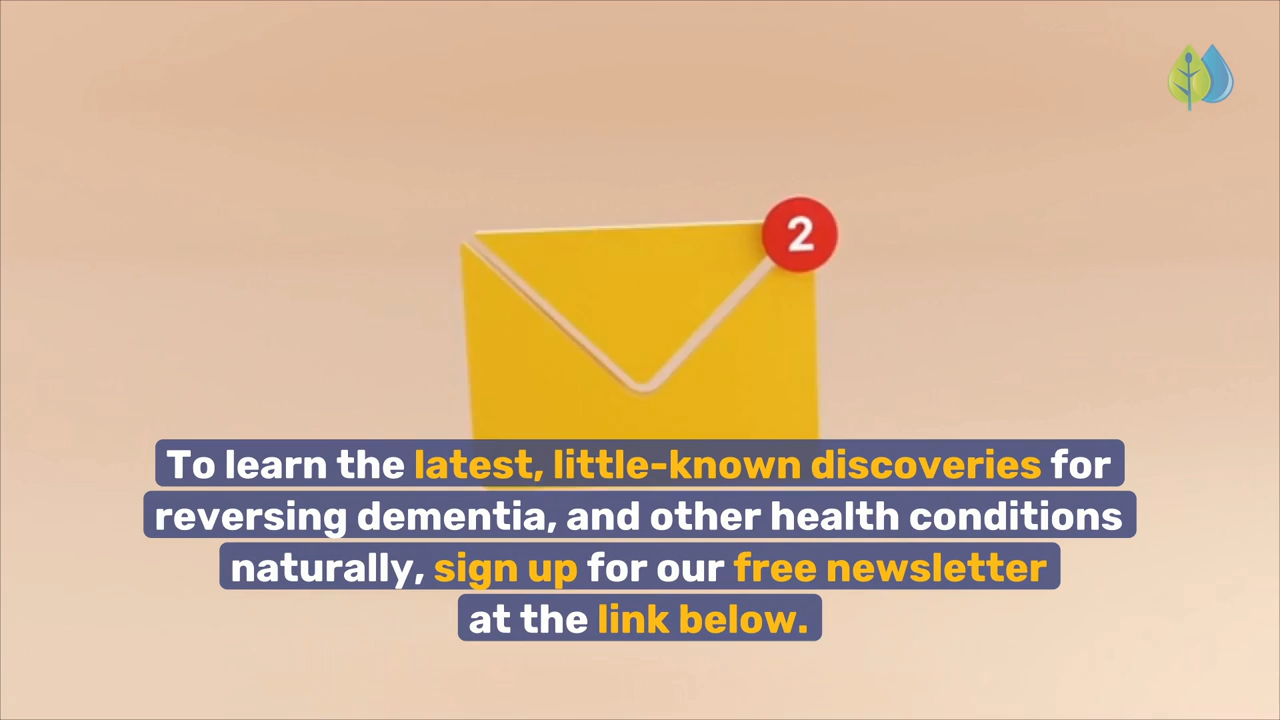 2
To learn the latest, little-known discoveries for
reversing dementia, and other health conditions
naturally, sign up for our free newsletter
at the link below.